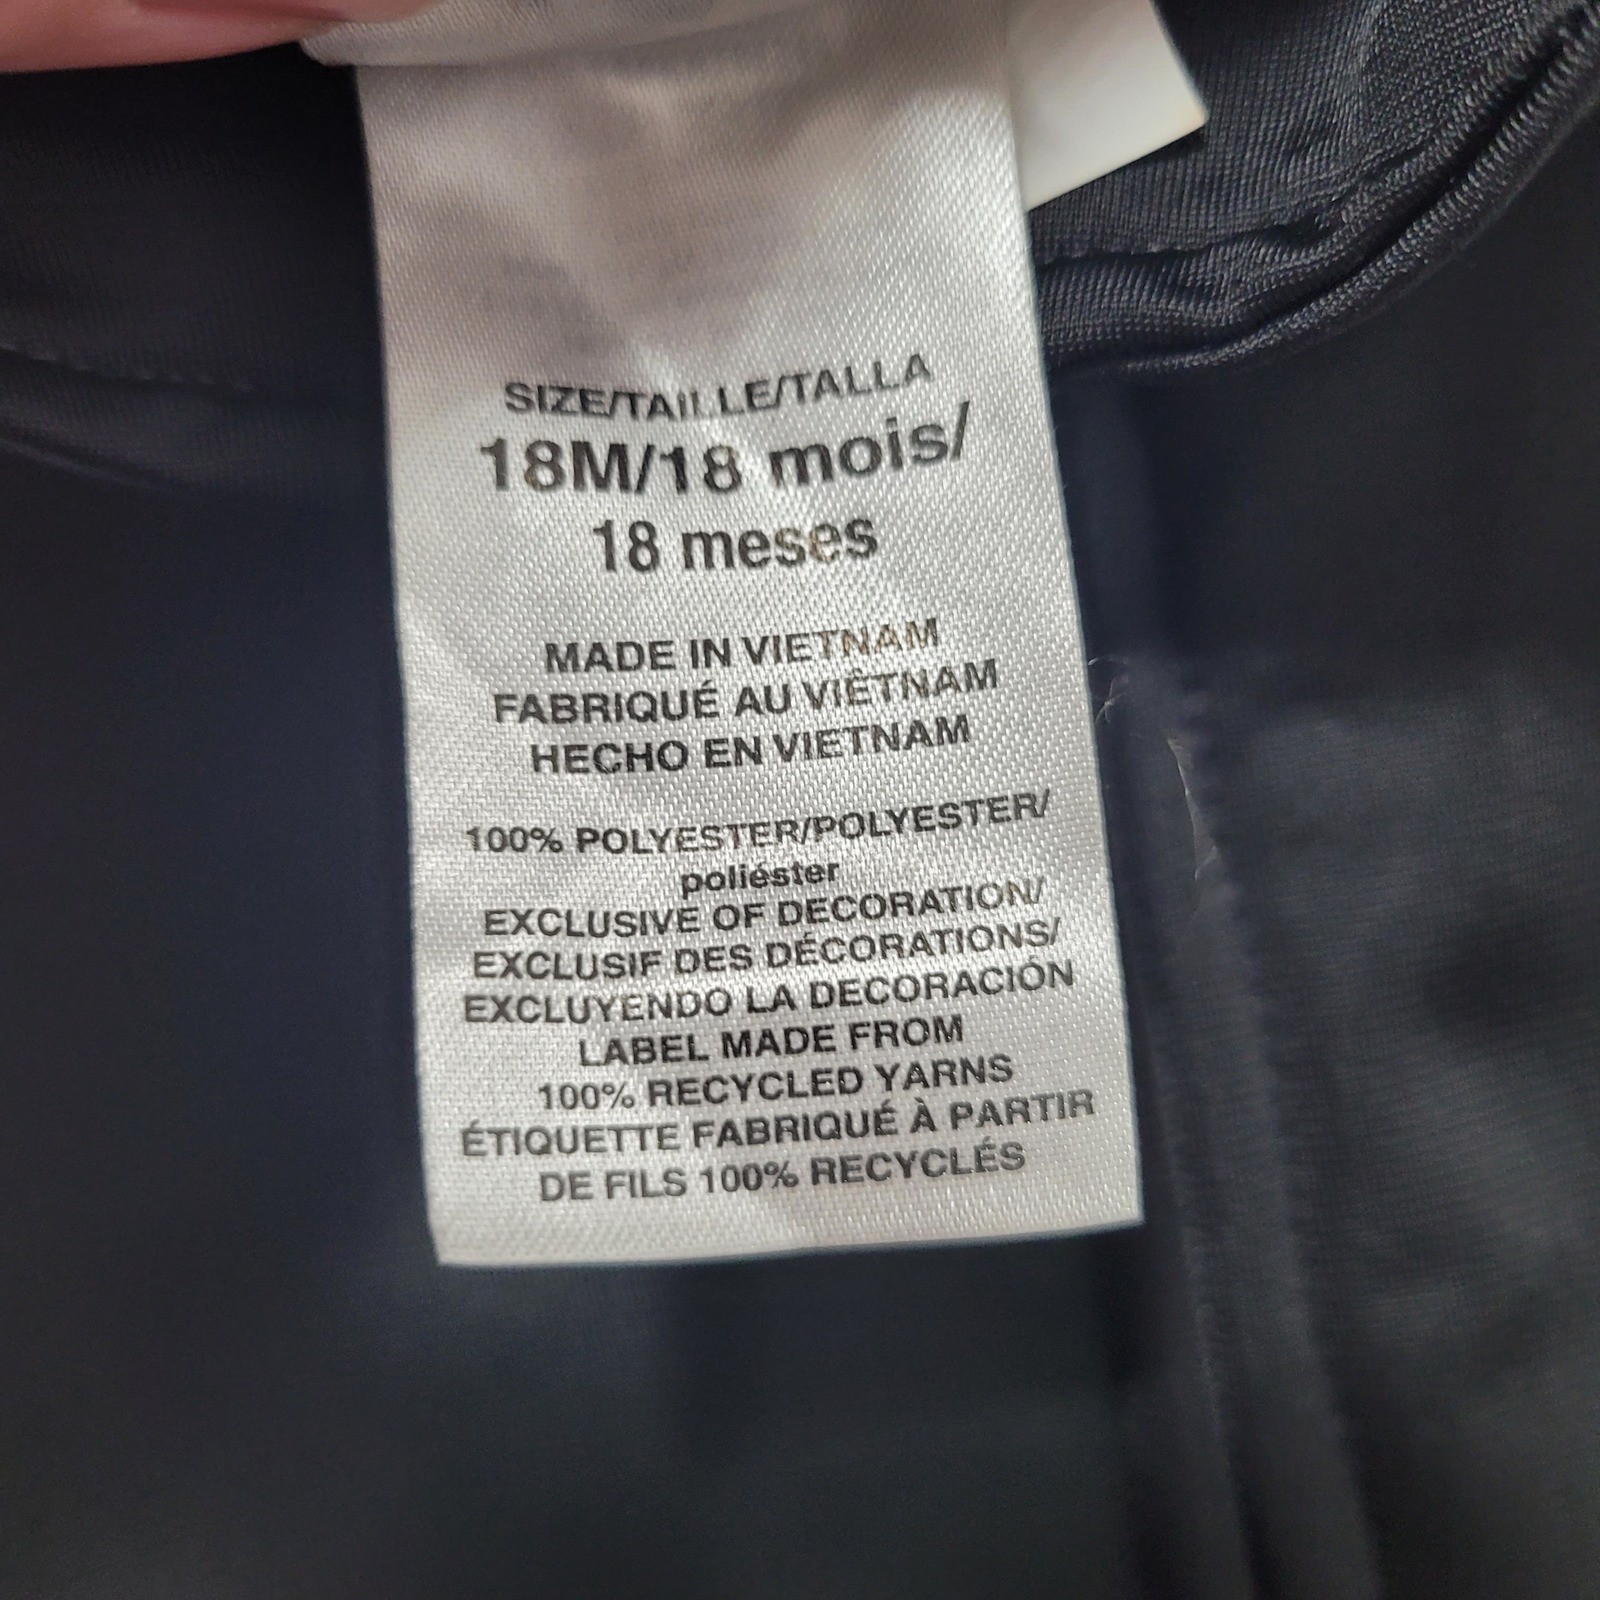 SIZE/TAILLE/TALLA
18M/18 mois/
18 meses
MADE IN VIETNAM
FABRIQUÉ AU VIÊTNAM
HECHO EN VIETNAM
100% POLYESTER/POLYESTER/
poliéster
EXCLUSIVE OF DECORATION/
EXCLUSIF DES DÉCORATIONS/
EXCLUYENDO LA DECORACIÓN
LABEL MADE FROM
100% RECYCLED YARNS
ÉTIQUETTE FABRIQUÉ À PARTIR
DE FILS 100% RECYCLÉS